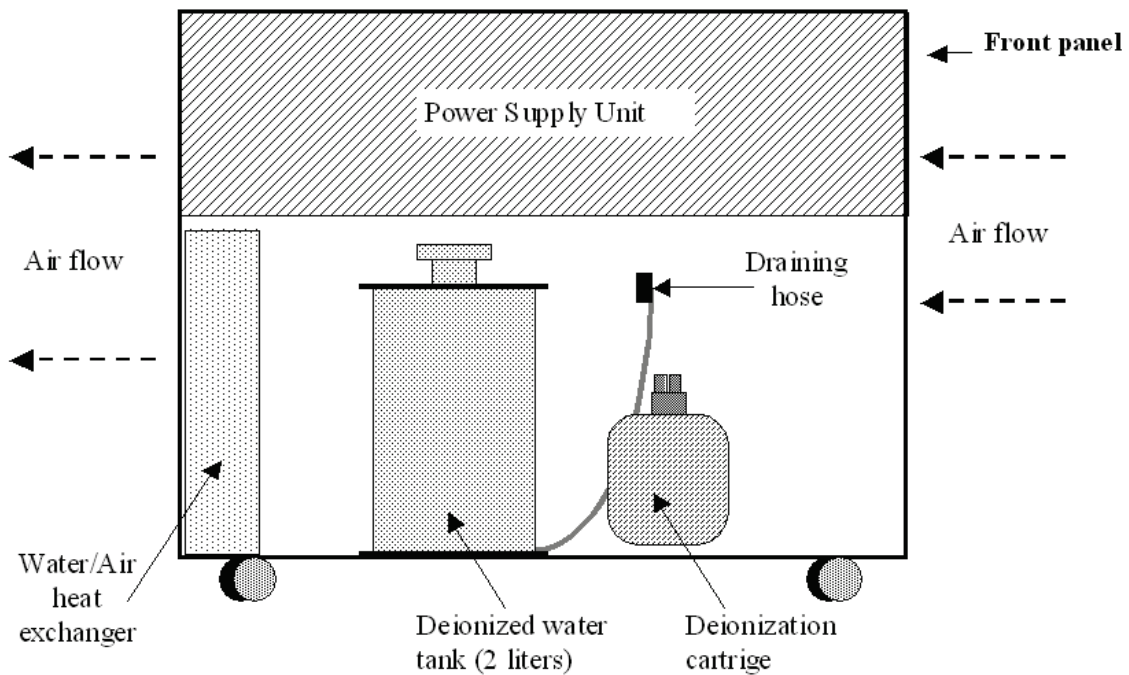 Front panel
Power Supply Unit
Air flow
Air flow
Draining
hose
Water/Air
heat
exchanger
Deionized water
tank (2 liters)
Deionization
cartrige